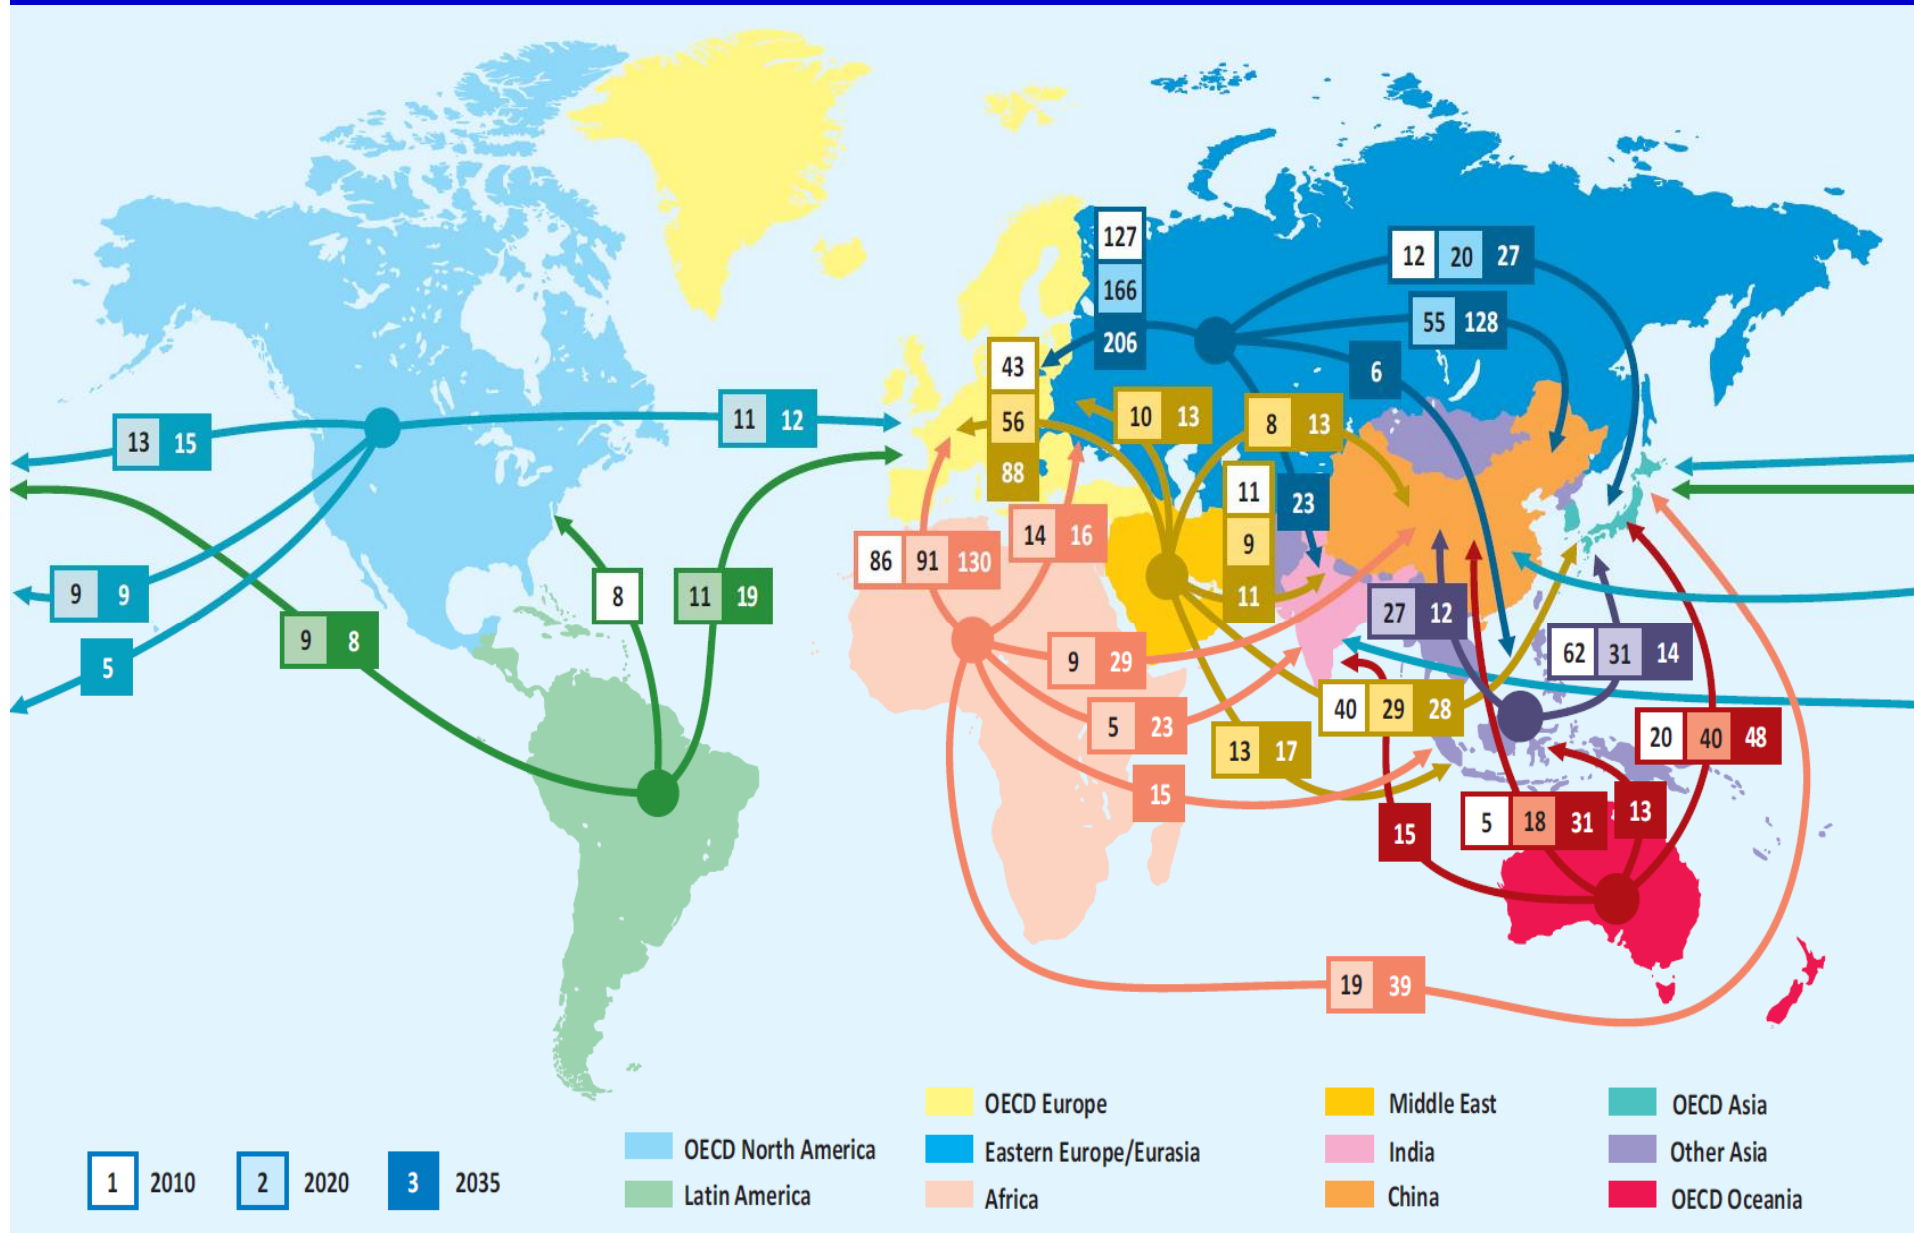 127
166
206
12 20 27
55 128
6
43
56
88
10 13
8 13
11 12
13 15
11
9
11
23
14 16
86 91 130
9 9
8
11 19
27 12
9 8
5
62 31 14
9 29
40 29 28
5 23
20 40 48
13 17
15
5 18 31
13
15
19 39
OECD Europe
Middle East
OECD Asia
OECD North America
Eastern Europe/Eurasia
India
Other Asia
1 2010 2 2020 3 2035
Latin America
Africa
China
OECD Oceania